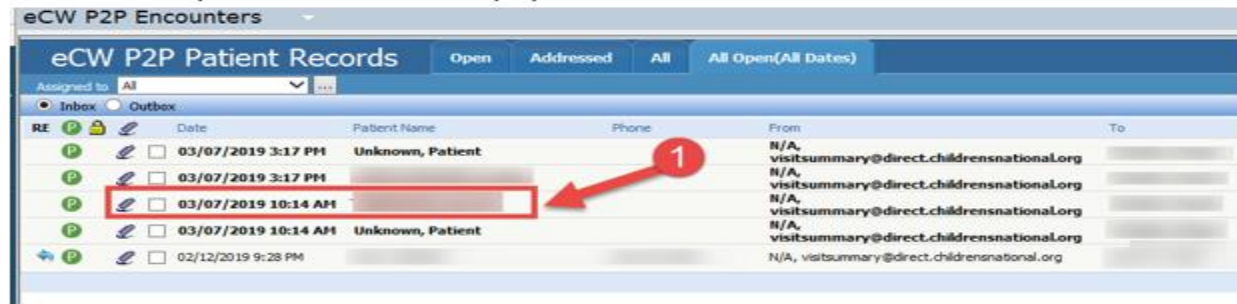 eCW P2P Encounters
eCW P2P Patient Records Open Addressed All All Open(All Dates)
Assigned to All ...
Inbox Outbox
RE P Date Patient Name Phone From To
P 03/07/2019 3:17 PM Unknown, Patient N/A,
visitsummary@direct.childrensnational.org
1
P 03/07/2019 3:17 PM N/A,
visitsummary@direct.childrensnational.org
P 03/07/2019 10:14 AM N/A,
visitsummary@direct.childrensnational.org
P 03/07/2019 10:14 AM Unknown, Patient N/A,
visitsummary@direct.childrensnational.org
P 02/12/2019 9:28 PM N/A, visitsummary@direct.childrensnational.org